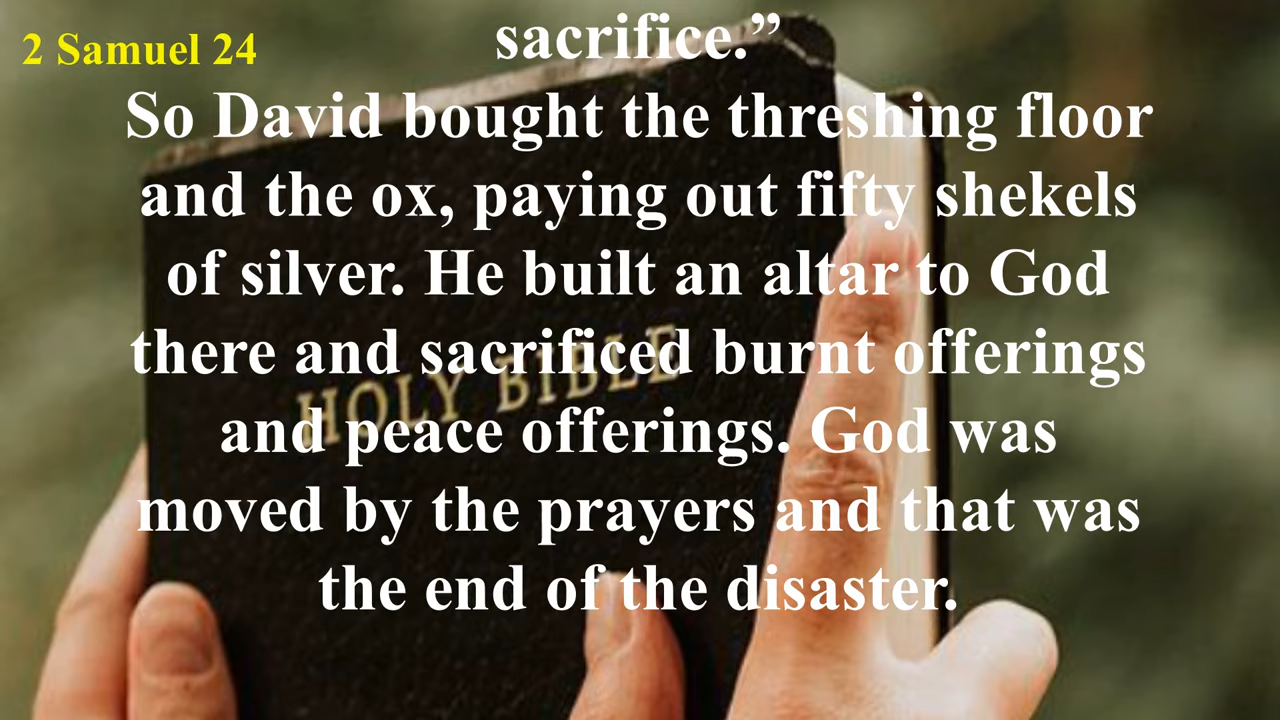 2 Samuel 24
sacrifice.”
So David bought the threshing floor
and the ox, paying out fifty shekels
of silver. He built an altar to God
there and sacrificed burnt offerings
and peace offerings. God was
moved by the prayers and that was
the end of the disaster.
HOLY BIBLE